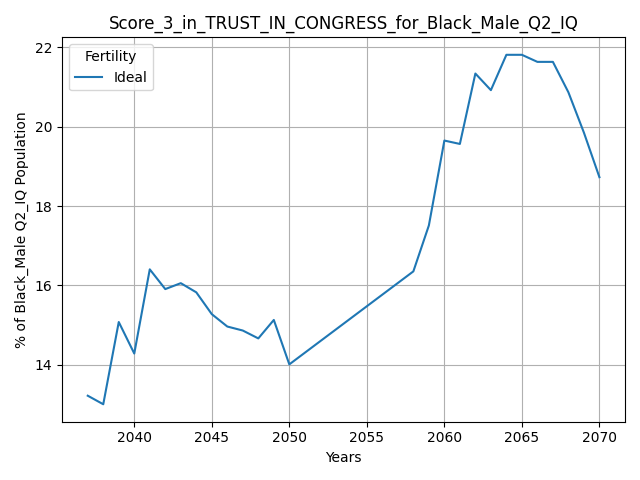 Score_3_in_TRUST_IN_CONGRESS_for_Black_Male_Q2_IQ
Fertility
Ideal
% of Black_Male Q2_IQ Population
22
20
18
16
14
2040 2045 2050 2055 2060 2065 2070
Years